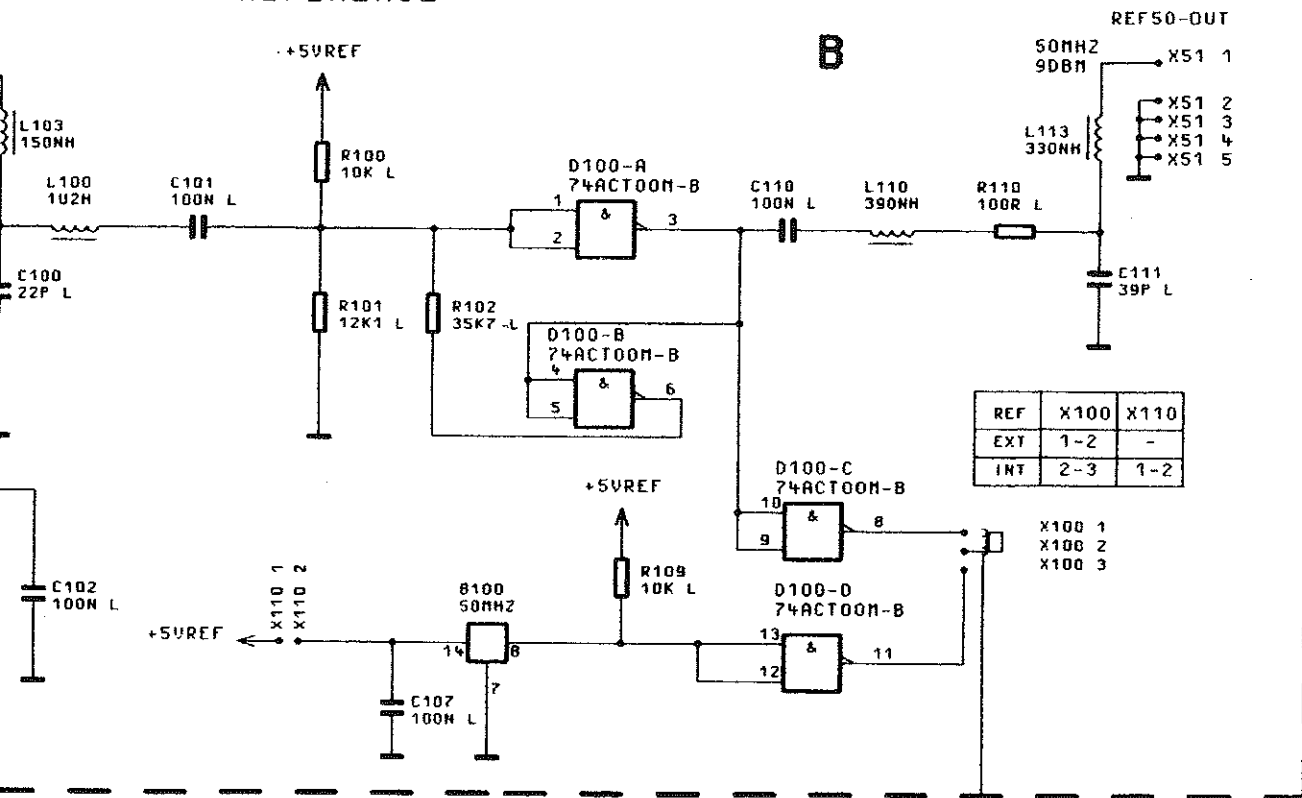 REF50-OUT
B
50MHZ
9DBM
X51 1
X51 2
X51 3
X51 4
X51 5
+5VREF
L103
150NH
L113
330NH
R100
10K L
D100-A
74ACT00M-B
L100
1U2H
C101
100N L
C110
100N L
L110
390NH
R110
100R L
1
2
&
3
C100
22P L
C111
39P L
R101
12K1 L
R102
35K7 L
D100-B
74ACT00M-B
4
5
&
6
REF X100 X110
EXT 1-2 -
INT 2-3 1-2
D100-C
74ACT00M-B
+5VREF
10
9
&
8
X100 1
X100 2
X100 3
C102
100N L
X110 1
X110 2
B100
50MHZ
R109
10K L
D100-D
74ACT00M-B
+5VREF
14
8
7
13
12
&
11
C107
100N L